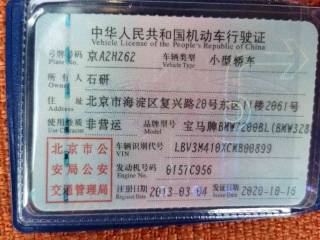 中华人民共和国机动车行驶证
Vehicle License of the People's Republic of China
号牌号码 京A2HZ62 车辆类型 小型轿车
Plate No. Vehicle Type
所有人 石妍
Owner
住址 北京市海淀区复兴路20号东区11楼2061号
Address
使用性质 非营运 品牌型号 宝马牌BMW7200BL(BMW328
Use Character
北京市公安局公安交通管理局
车辆识别代号 LBV3M410XCMB00899
VIN
发动机号码 0157C956
Engine No.
注册日期 2013-03-04 发证日期 2020-10-16
Register Date Issue Date